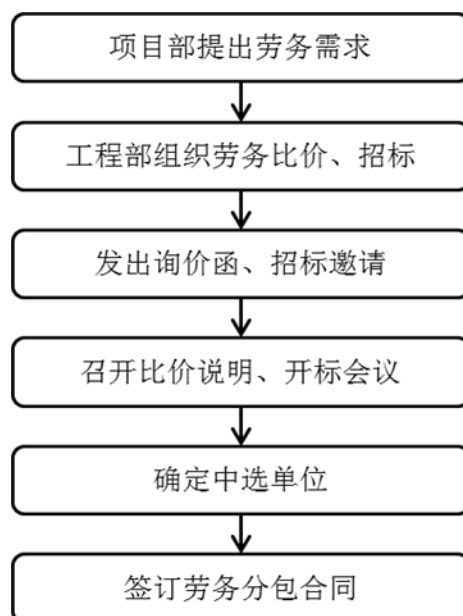 项目部提出劳务需求
工程部组织劳务比价、招标
发出询价函、招标邀请
召开比价说明、开标会议
确定中选单位
签订劳务分包合同